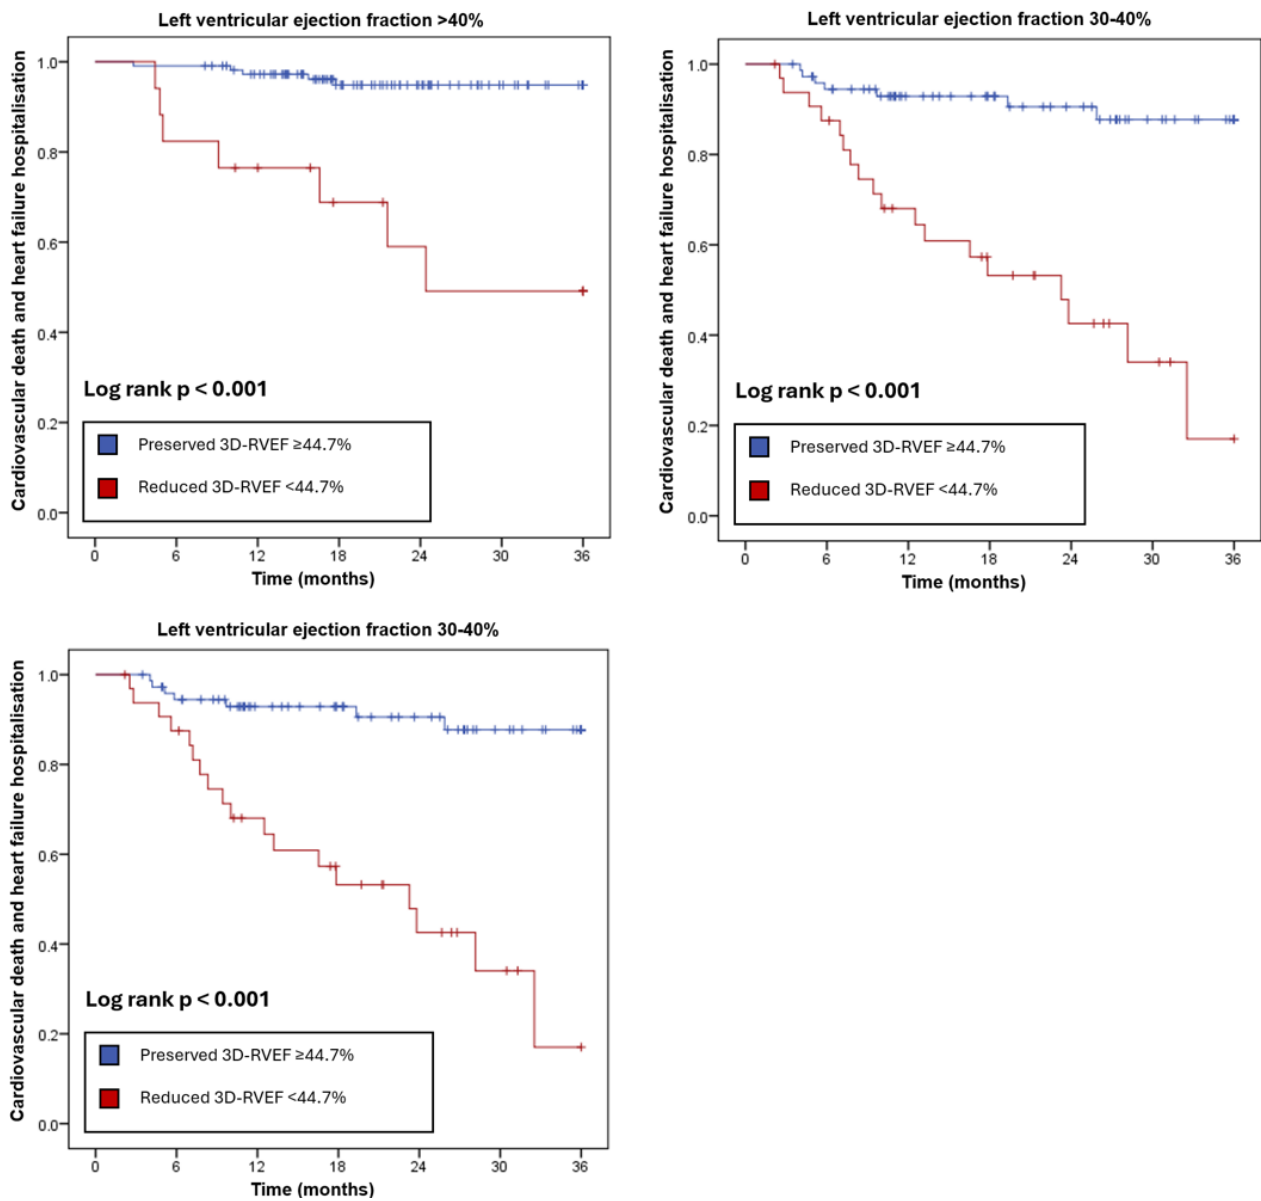 Left ventricular ejection fraction >40%
Cardiovascular death and heart failure hospitalisation
1.0
0.8
0.6
0.4
0.2
0.0
Log rank p < 0.001
Preserved 3D-RVEF ≥44.7%
Reduced 3D-RVEF <44.7%
0 6 12 18 24 30 36
Time (months)
Left ventricular ejection fraction 30-40%
Cardiovascular death and heart failure hospitalisation
1.0
0.8
0.6
0.4
0.2
0.0
Log rank p < 0.001
Preserved 3D-RVEF ≥44.7%
Reduced 3D-RVEF <44.7%
0 6 12 18 24 30 36
Time (months)
Left ventricular ejection fraction 30-40%
Cardiovascular death and heart failure hospitalisation
1.0
0.8
0.6
0.4
0.2
0.0
Log rank p < 0.001
Preserved 3D-RVEF ≥44.7%
Reduced 3D-RVEF <44.7%
0 6 12 18 24 30 36
Time (months)